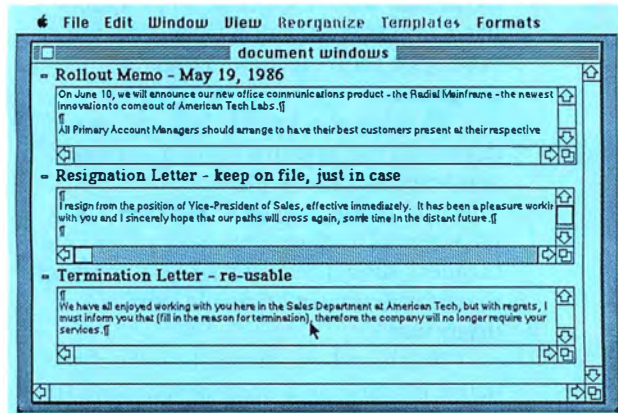 File Edit Window View Reorganize Templates Formats
document windows
Rollout Memo - May 19, 1986
On June 10, we will announce our new office communications product - the Radial Mainframe - the newest
innovation to come out of American Tech Labs.¶
¶
All Primary Account Managers should arrange to have their best customers present at their respective
Resignation Letter - keep on file, just in case
¶
I resign from the position of Vice-President of Sales, effective immediately. It has been a pleasure workin
with you and I sincerely hope that our paths will cross again, some time in the distant future.¶
¶
Termination Letter - re-usable
¶
We have all enjoyed working with you here in the Sales Department at American Tech, but with regrets, I
must inform you that (fill in the reason for termination), therefore the company will no longer require your
services.¶